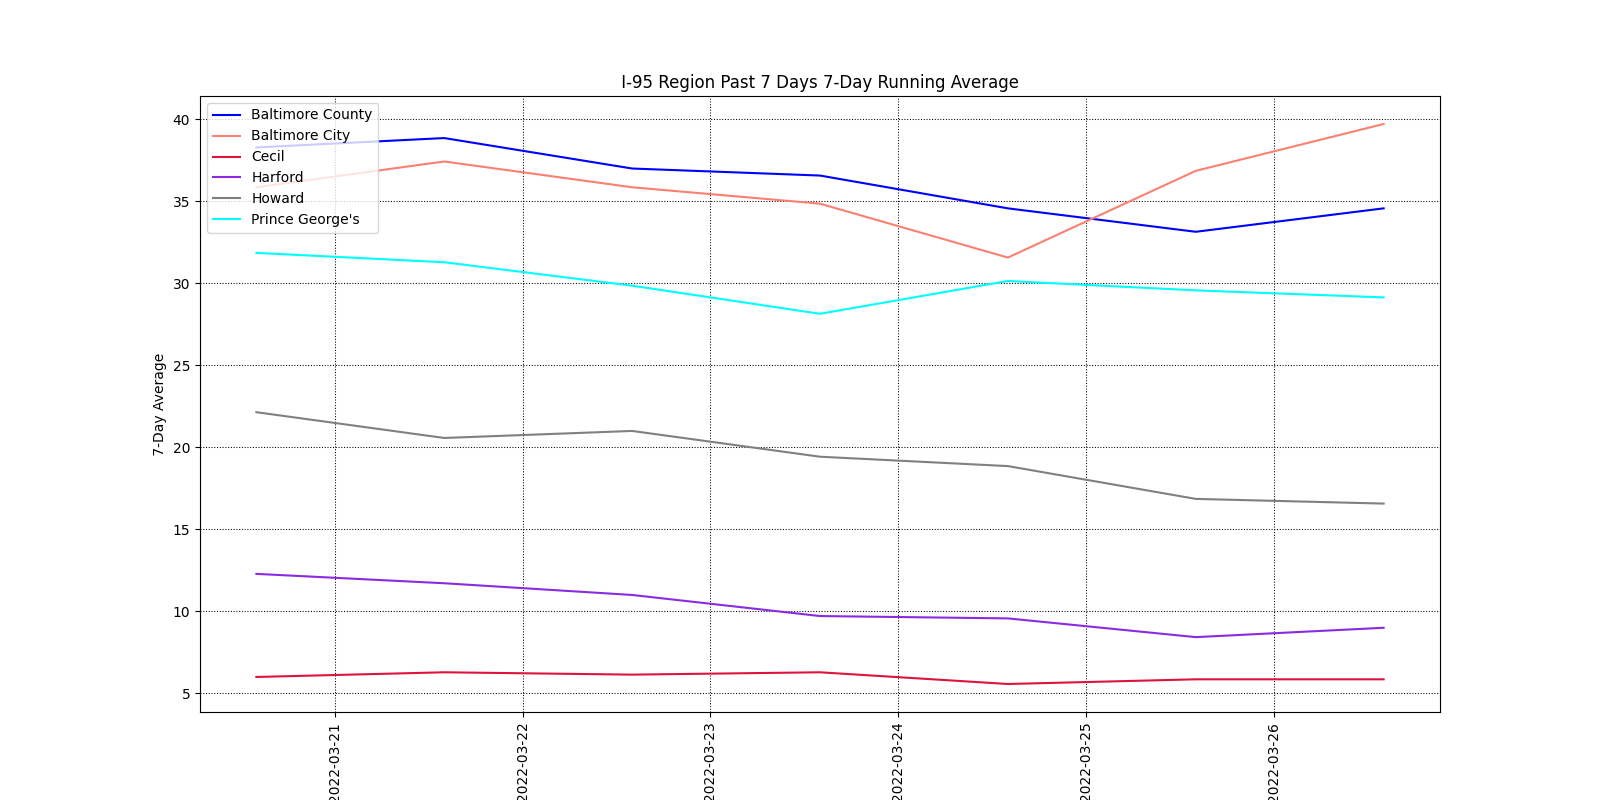 I-95 Region Past 7 Days 7-Day Running Average
Baltimore County
Baltimore City
Cecil
Harford
Howard
Prince George's
7-Day Average
40
35
30
25
20
15
10
5
2022-03-21
2022-03-22
2022-03-23
2022-03-24
2022-03-25
2022-03-26